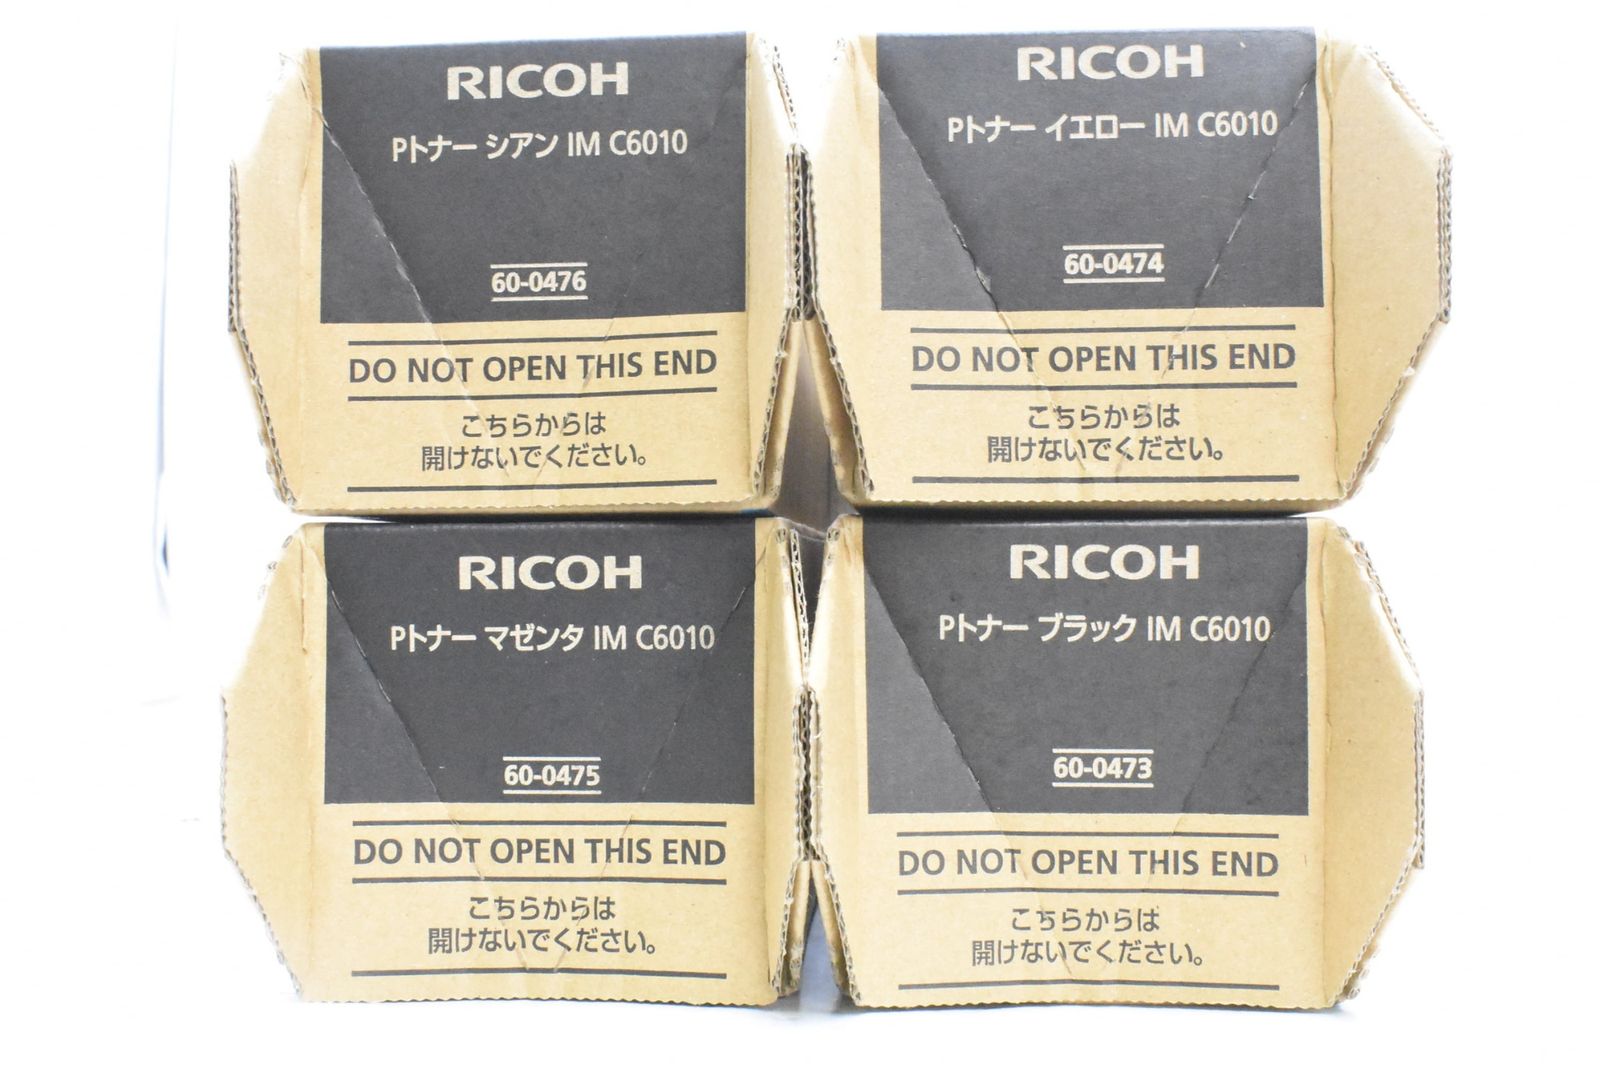 RICOH
Pトナー シアン IM C6010
60-0476
DO NOT OPEN THIS END
こちらからは
開けないでください。
RICOH
Pトナー イエロー IM C6010
60-0474
DO NOT OPEN THIS END
こちらからは
開けないでください。
RICOH
Pトナー マゼンタ IM C6010
60-0475
DO NOT OPEN THIS END
こちらからは
開けないでください。
RICOH
Pトナー ブラック IM C6010
60-0473
DO NOT OPEN THIS END
こちらからは
開けないでください。